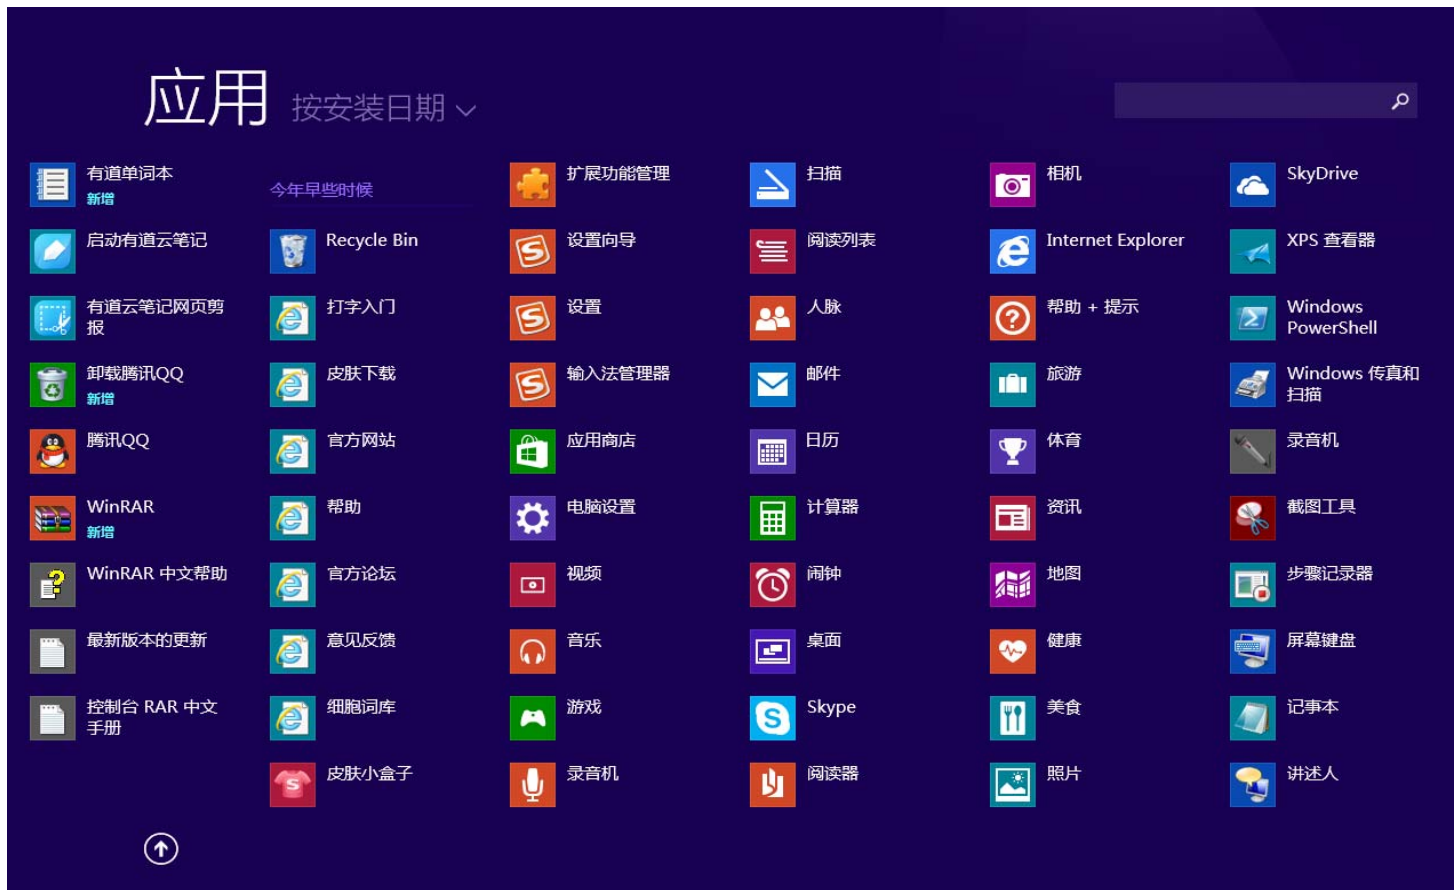 应用 按安装日期
有道单词本
新增
启动有道云笔记
有道云笔记网页剪
报
卸载腾讯QQ
新增
腾讯QQ
WinRAR
新增
WinRAR 中文帮助
最新版本的更新
控制台 RAR 中文
手册
今年早些时候
Recycle Bin
打字入门
皮肤下载
官方网站
帮助
官方论坛
意见反馈
细胞词库
皮肤小盒子
扩展功能管理
设置向导
设置
输入法管理器
应用商店
电脑设置
视频
音乐
游戏
录音机
扫描
阅读列表
人脉
邮件
日历
计算器
闹钟
桌面
Skype
阅读器
相机
Internet Explorer
帮助 + 提示
旅游
体育
资讯
地图
健康
美食
照片
SkyDrive
XPS 查看器
Windows
PowerShell
Windows 传真和
扫描
录音机
截图工具
步骤记录器
屏幕键盘
记事本
讲述人